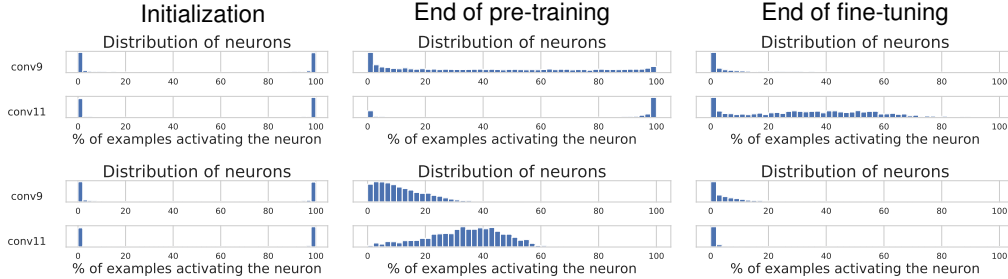 Initialization End of pre-training End of fine-tuning
Distribution of neurons Distribution of neurons Distribution of neurons
conv9
0 20 40 60 80 100 0 20 40 60 80 100 0 20 40 60 80 100
conv11
0 20 40 60 80 100 0 20 40 60 80 100 0 20 40 60 80 100
% of examples activating the neuron % of examples activating the neuron % of examples activating the neuron
Distribution of neurons Distribution of neurons Distribution of neurons
conv9
0 20 40 60 80 100 0 20 40 60 80 100 0 20 40 60 80 100
conv11
0 20 40 60 80 100 0 20 40 60 80 100 0 20 40 60 80 100
% of examples activating the neuron % of examples activating the neuron % of examples activating the neuron